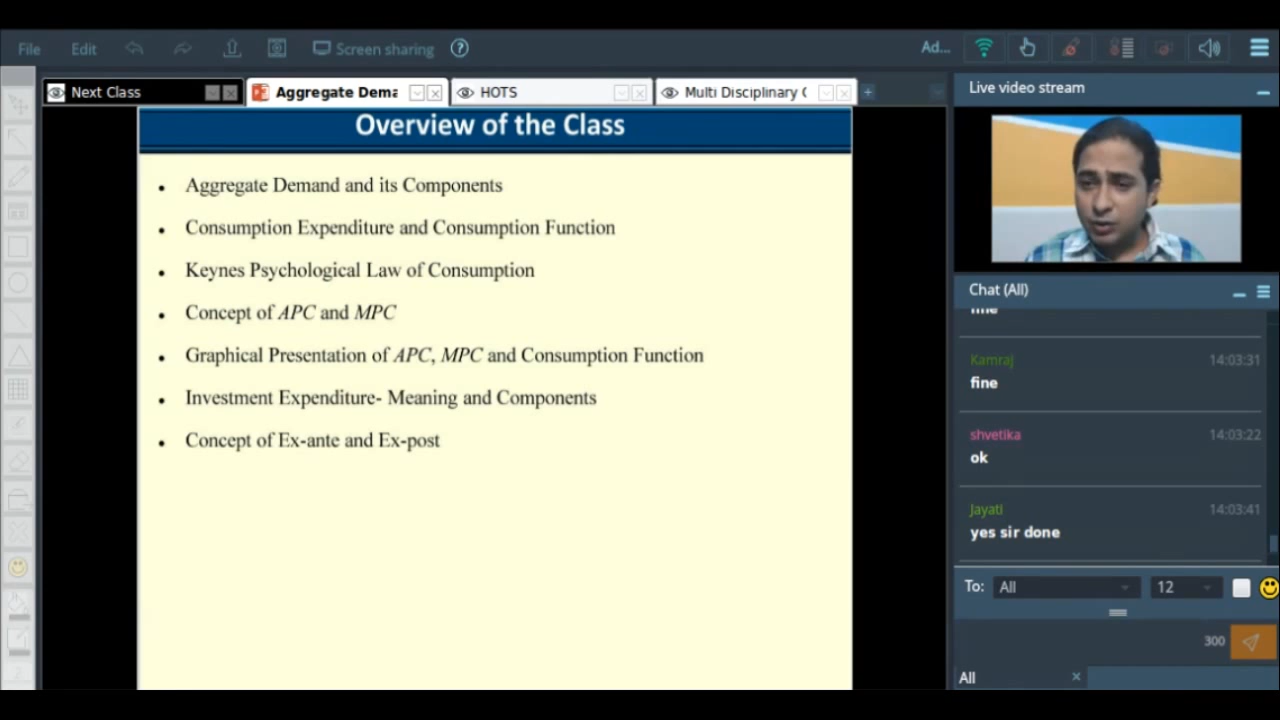 File Edit Screen sharing ? Ad...
Next Class
Aggregate Dema
HOTS
Multi Disciplinary
Overview of the Class
• Aggregate Demand and its Components
• Consumption Expenditure and Consumption Function
• Keynes Psychological Law of Consumption
• Concept of APC and MPC
• Graphical Presentation of APC, MPC and Consumption Function
• Investment Expenditure- Meaning and Components
• Concept of Ex-ante and Ex-post
Live video stream
Chat (All)
fine
Kamraj 14:03:31
fine
shvetika 14:03:22
ok
Jayati 14:03:41
yes sir done
To: All 12
300
All